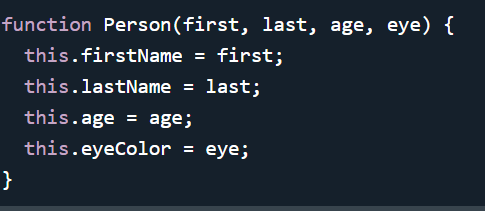 function Person(first, last, age, eye) {
  this.firstName = first;
  this.lastName = last;
  this.age = age;
  this.eyeColor = eye;
}